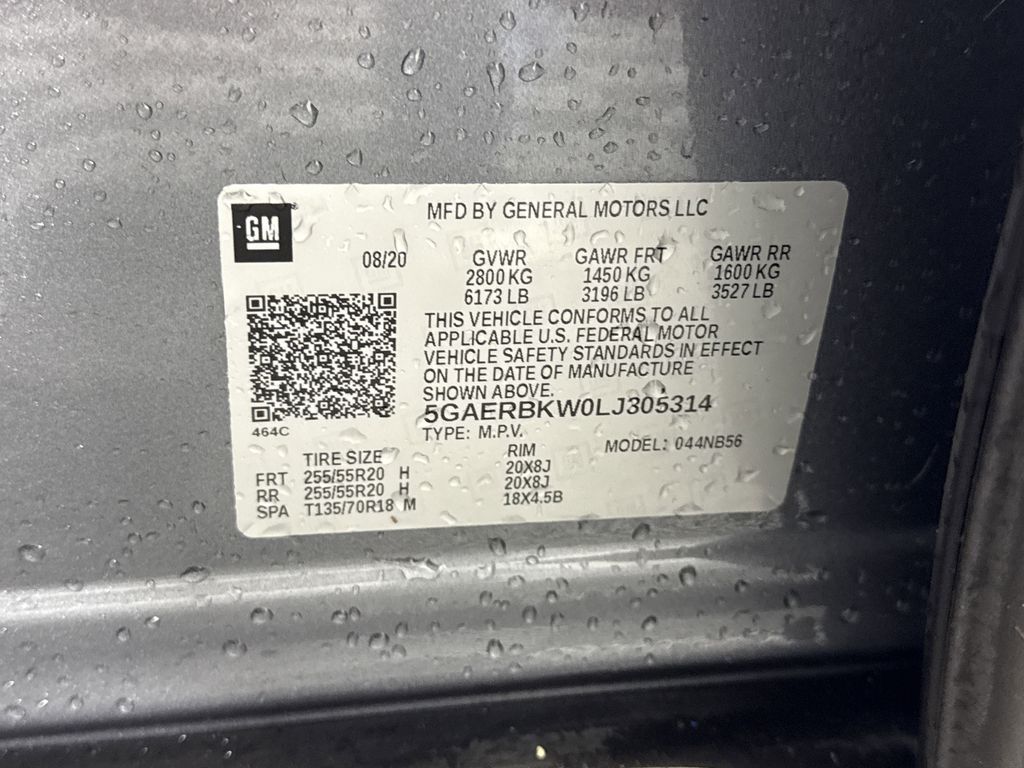 GM
MFD BY GENERAL MOTORS LLC
08/20 GVWR GAWR FRT GAWR RR
2800 KG 1450 KG 1600 KG
6173 LB 3196 LB 3527 LB
THIS VEHICLE CONFORMS TO ALL
APPLICABLE U.S. FEDERAL MOTOR
VEHICLE SAFETY STANDARDS IN EFFECT
ON THE DATE OF MANUFACTURE
SHOWN ABOVE.
5GAERBKW0LJ305314
464C
TYPE: M.P.V. MODEL: 044NB56
TIRE SIZE RIM
FRT 255/55R20 H 20X8J
RR 255/55R20 H 20X8J
SPA T135/70R18 M 18X4.5B